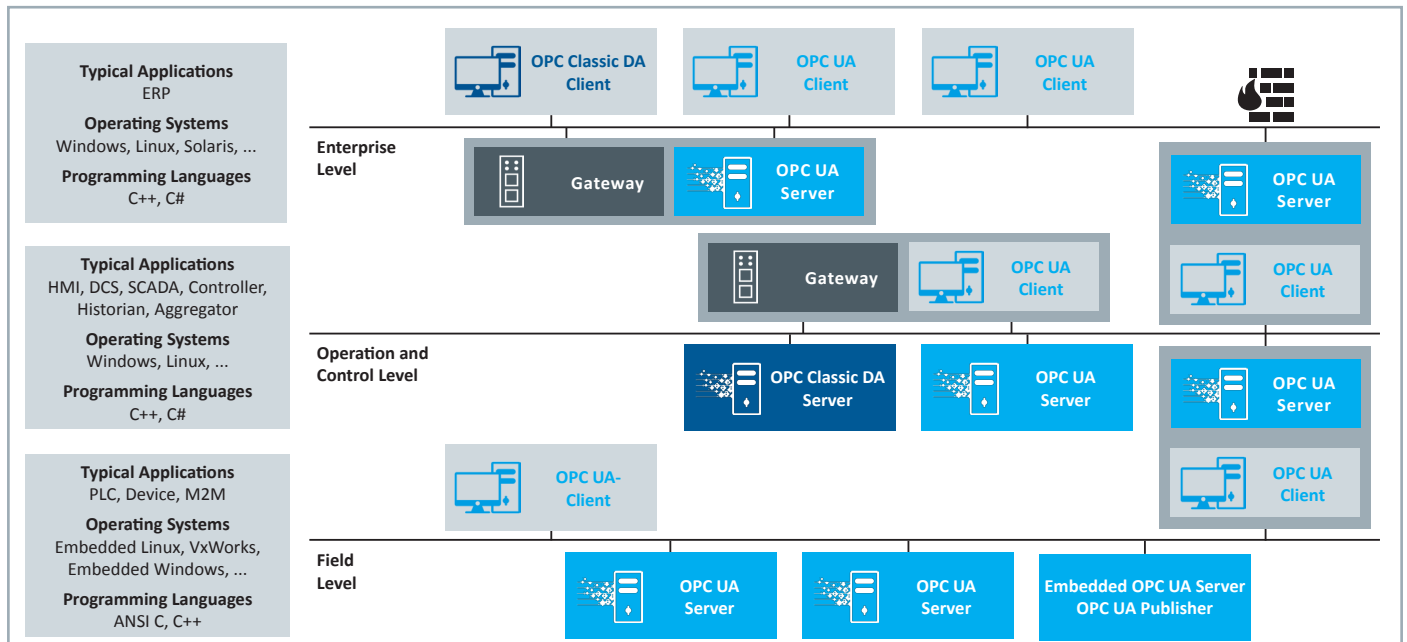 Typical Applications
ERP
Operating Systems
Windows, Linux, Solaris, ...
Programming Languages
C++, C#
Typical Applications
HMI, DCS, SCADA, Controller,
Historian, Aggregator
Operating Systems
Windows, Linux, ...
Programming Languages
C++, C#
Typical Applications
PLC, Device, M2M
Operating Systems
Embedded Linux, VxWorks,
Embedded Windows, ...
Programming Languages
ANSI C, C++
OPC Classic DA
Client
OPC UA
Client
OPC UA
Client
Enterprise
Level
Gateway
OPC UA
Server
OPC UA
Server
Gateway
OPC UA
Client
OPC UA
Client
Operation and
Control Level
OPC Classic DA
Server
OPC UA
Server
OPC UA
Server
OPC UA-
Client
OPC UA
Client
Field
Level
OPC UA
Server
OPC UA
Server
Embedded OPC UA Server
OPC UA Publisher